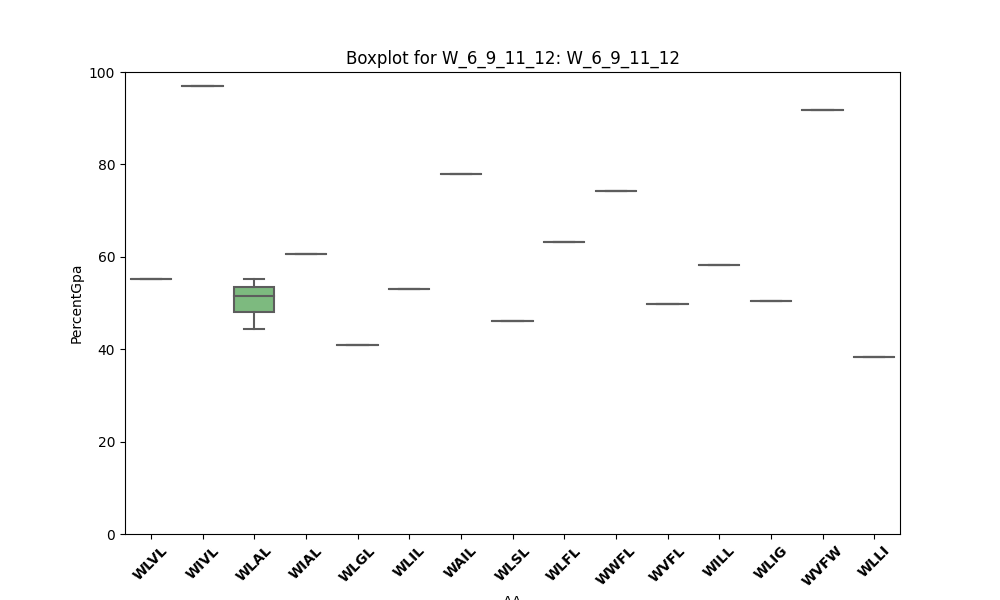 Boxplot for W_6_9_11_12: W_6_9_11_12
PercentGpa
100
80
60
40
20
0
WLVL
WIVL
WLAL
WIAL
WLGL
WLIL
WAIL
WLSL
WLFL
WWFL
WVFL
WILL
WLIG
WVFW
WLLI
AA